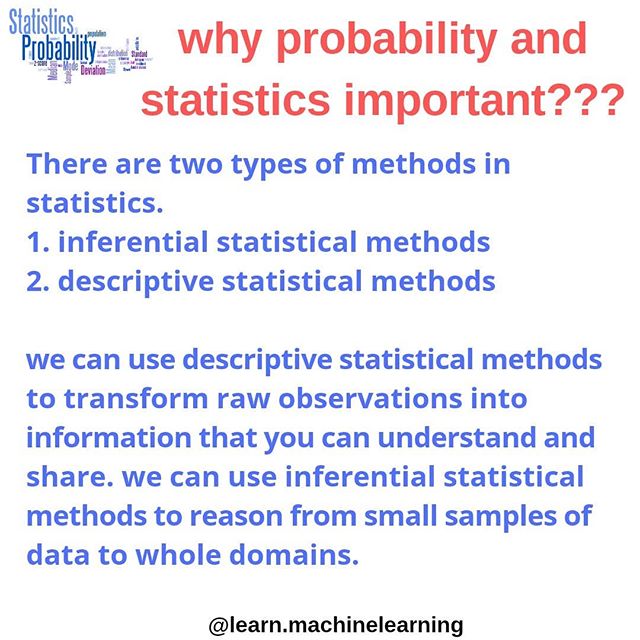 Statistics
Probability
population
z-score
Mode
Deviation
Standard
why probability and
statistics important???
There are two types of methods in
statistics.
1. inferential statistical methods
2. descriptive statistical methods
we can use descriptive statistical methods
to transform raw observations into
information that you can understand and
share. we can use inferential statistical
methods to reason from small samples of
data to whole domains.
@learn.machinelearning